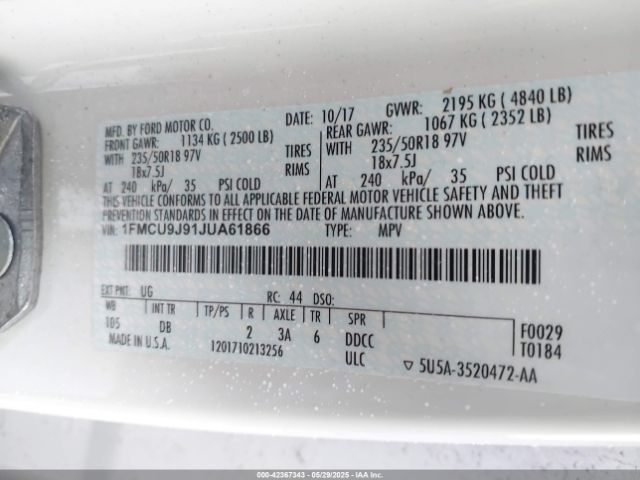 MFD. BY FORD MOTOR CO. DATE: 10/17 GVWR: 2195 KG ( 4840 LB)
FRONT GAWR: 1134 KG ( 2500 LB) REAR GAWR: 1067 KG ( 2352 LB)
WITH 235/50R18 97V TIRES WITH 235/50R18 97V TIRES
18x7.5J RIMS 18x7.5J RIMS
AT 240 kPa/ 35 PSI COLD AT 240 kPa/ 35 PSI COLD
THIS VEHICLE CONFORMS TO ALL APPLICABLE FEDERAL MOTOR VEHICLE SAFETY AND THEFT
PREVENTION STANDARDS IN EFFECT ON THE DATE OF MANUFACTURE SHOWN ABOVE.
VIN: 1FMCU9J91JUA61866 TYPE: MPV
EXT PNT: UG RC: 44 DSO:
WB INT TR TP/PS R AXLE TR SPR F0029
105 DB 2 3A 6 DDCC T0184
MADE IN U.S.A. 1201710213256 ULC ▽ 5U5A-3520472-AA
00-42367343 | 05/29/2025 - IAA